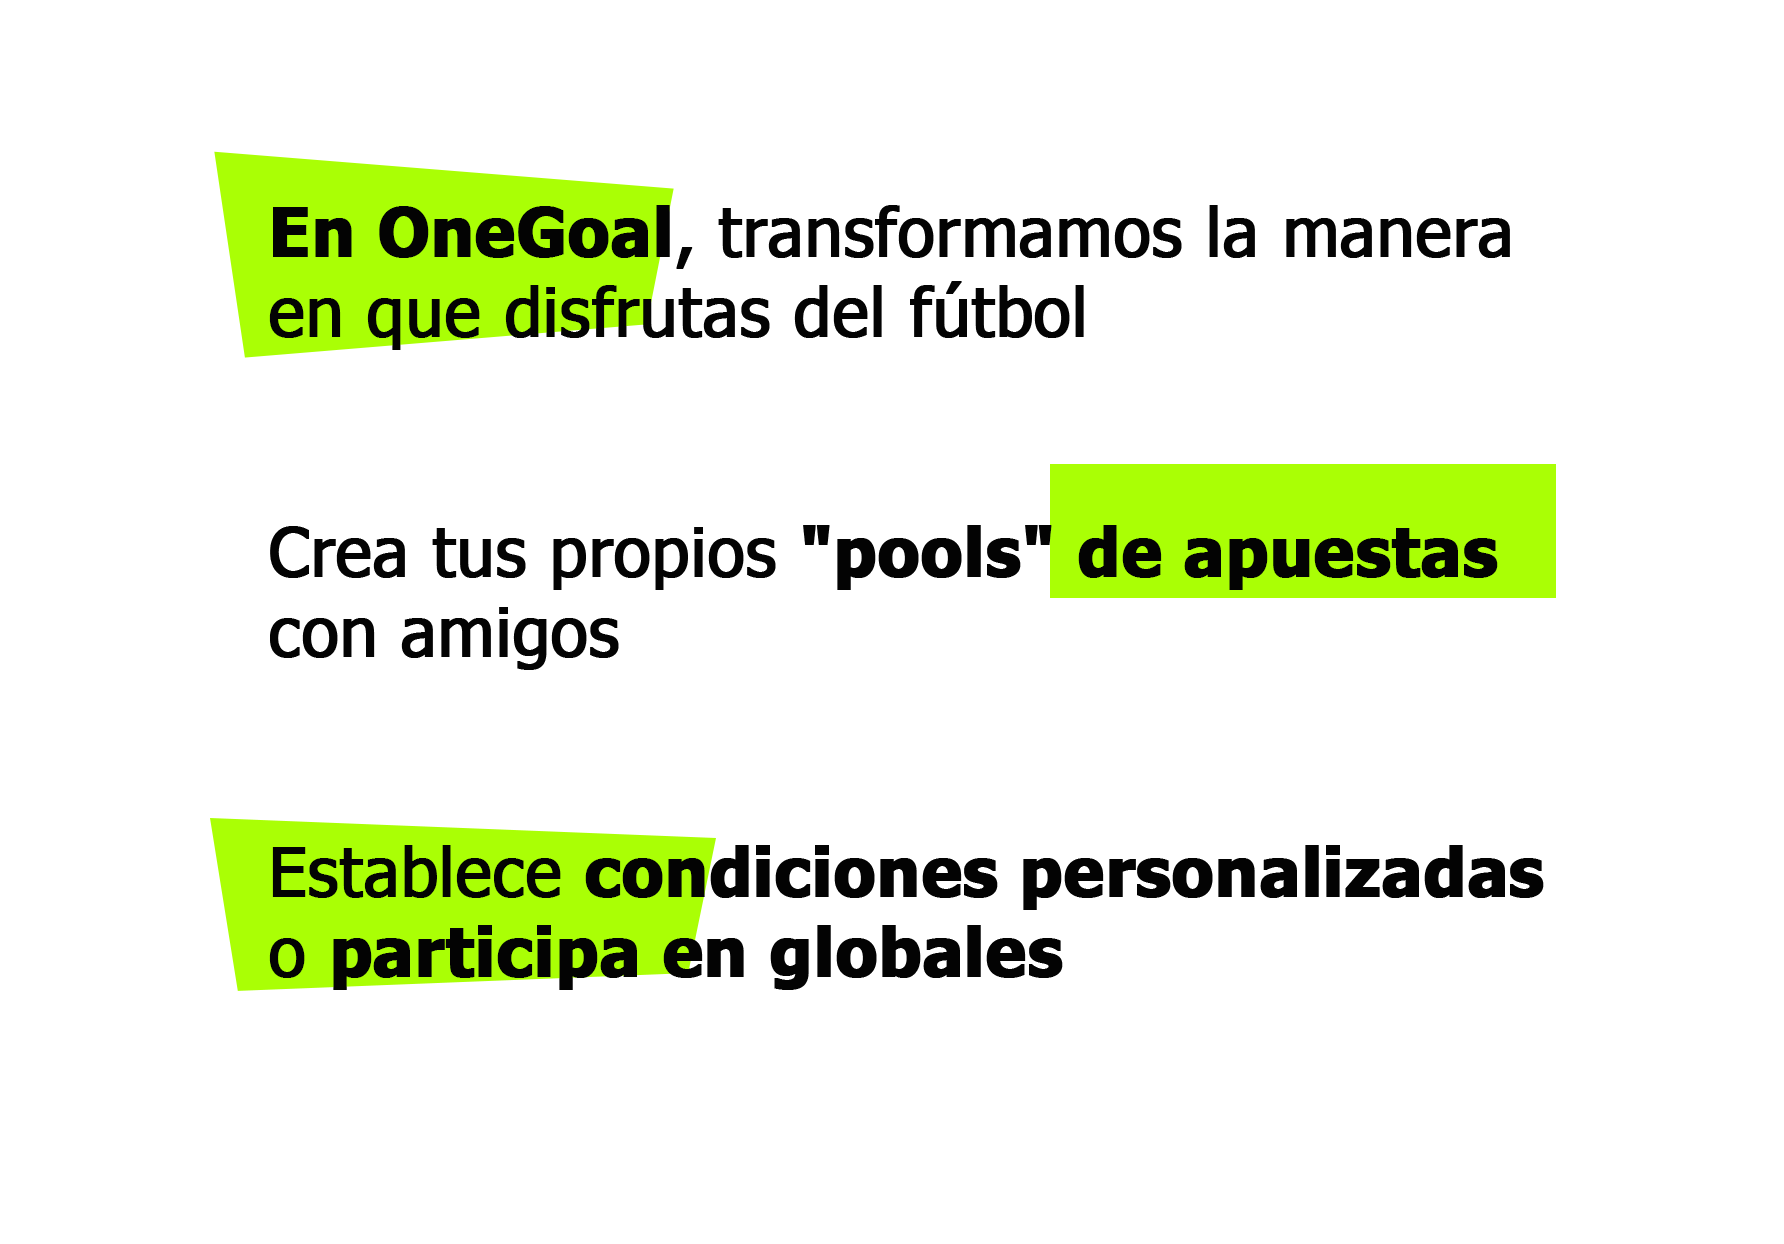 En OneGoal, transformamos la manera
en que disfrutas del fútbol
Crea tus propios "pools" de apuestas
con amigos
Establece condiciones personalizadas
o participa en globales